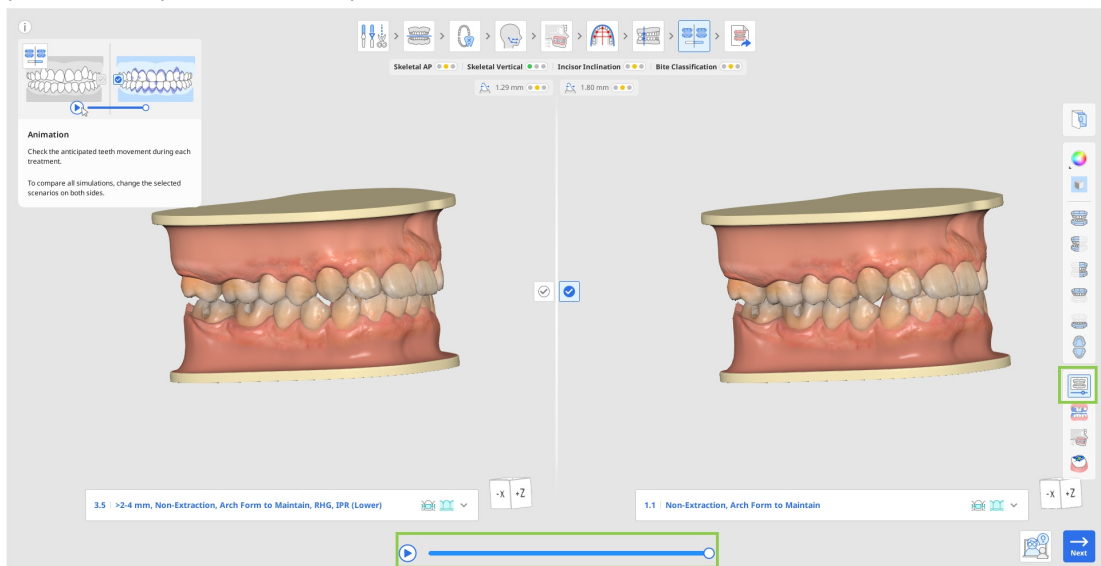 Skeletal AP
Skeletal Vertical
Incisor Inclination
Bite Classification
1.29 mm
1.80 mm
Animation
Check the anticipated teeth movement during each
treatment.
To compare all simulations, change the selected
scenarios on both sides.
3.5 | >2-4 mm, Non-Extraction, Arch Form to Maintain, RHG, IPR (Lower)
-X +Z
1.1 | Non-Extraction, Arch Form to Maintain
-X +Z
Next